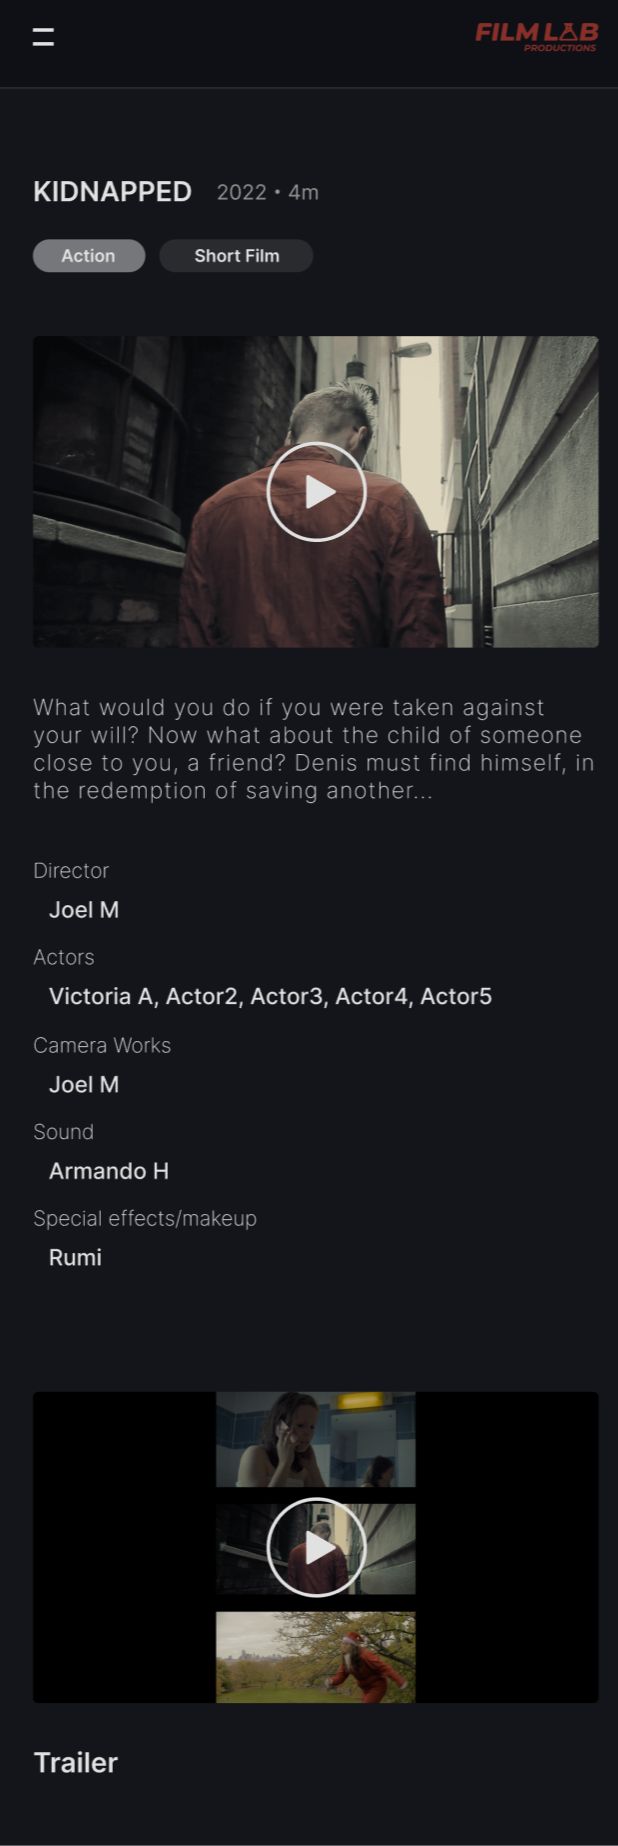 FILM LAB
PRODUCTIONS
KIDNAPPED 2022 • 4m
Action Short Film
What would you do if you were taken against
your will? Now what about the child of someone
close to you, a friend? Denis must find himself, in
the redemption of saving another...
Director
Joel M
Actors
Victoria A, Actor2, Actor3, Actor4, Actor5
Camera Works
Joel M
Sound
Armando H
Special effects/makeup
Rumi
Trailer